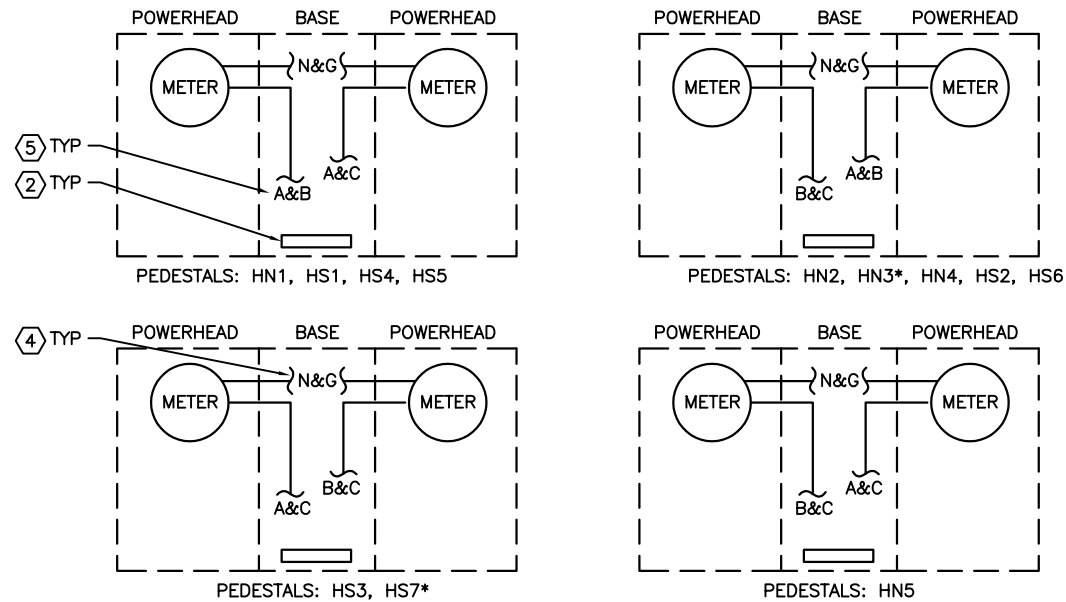 POWERHEAD BASE POWERHEAD
METER N&G METER
5 TYP
2 TYP
A&B
A&C
PEDESTALS: HN1, HS1, HS4, HS5
POWERHEAD BASE POWERHEAD
METER N&G METER
B&C
A&B
PEDESTALS: HN2, HN3*, HN4, HS2, HS6
POWERHEAD BASE POWERHEAD
4 TYP
METER N&G METER
A&C
B&C
PEDESTALS: HS3, HS7*
POWERHEAD BASE POWERHEAD
METER N&G METER
B&C
A&C
PEDESTALS: HN5